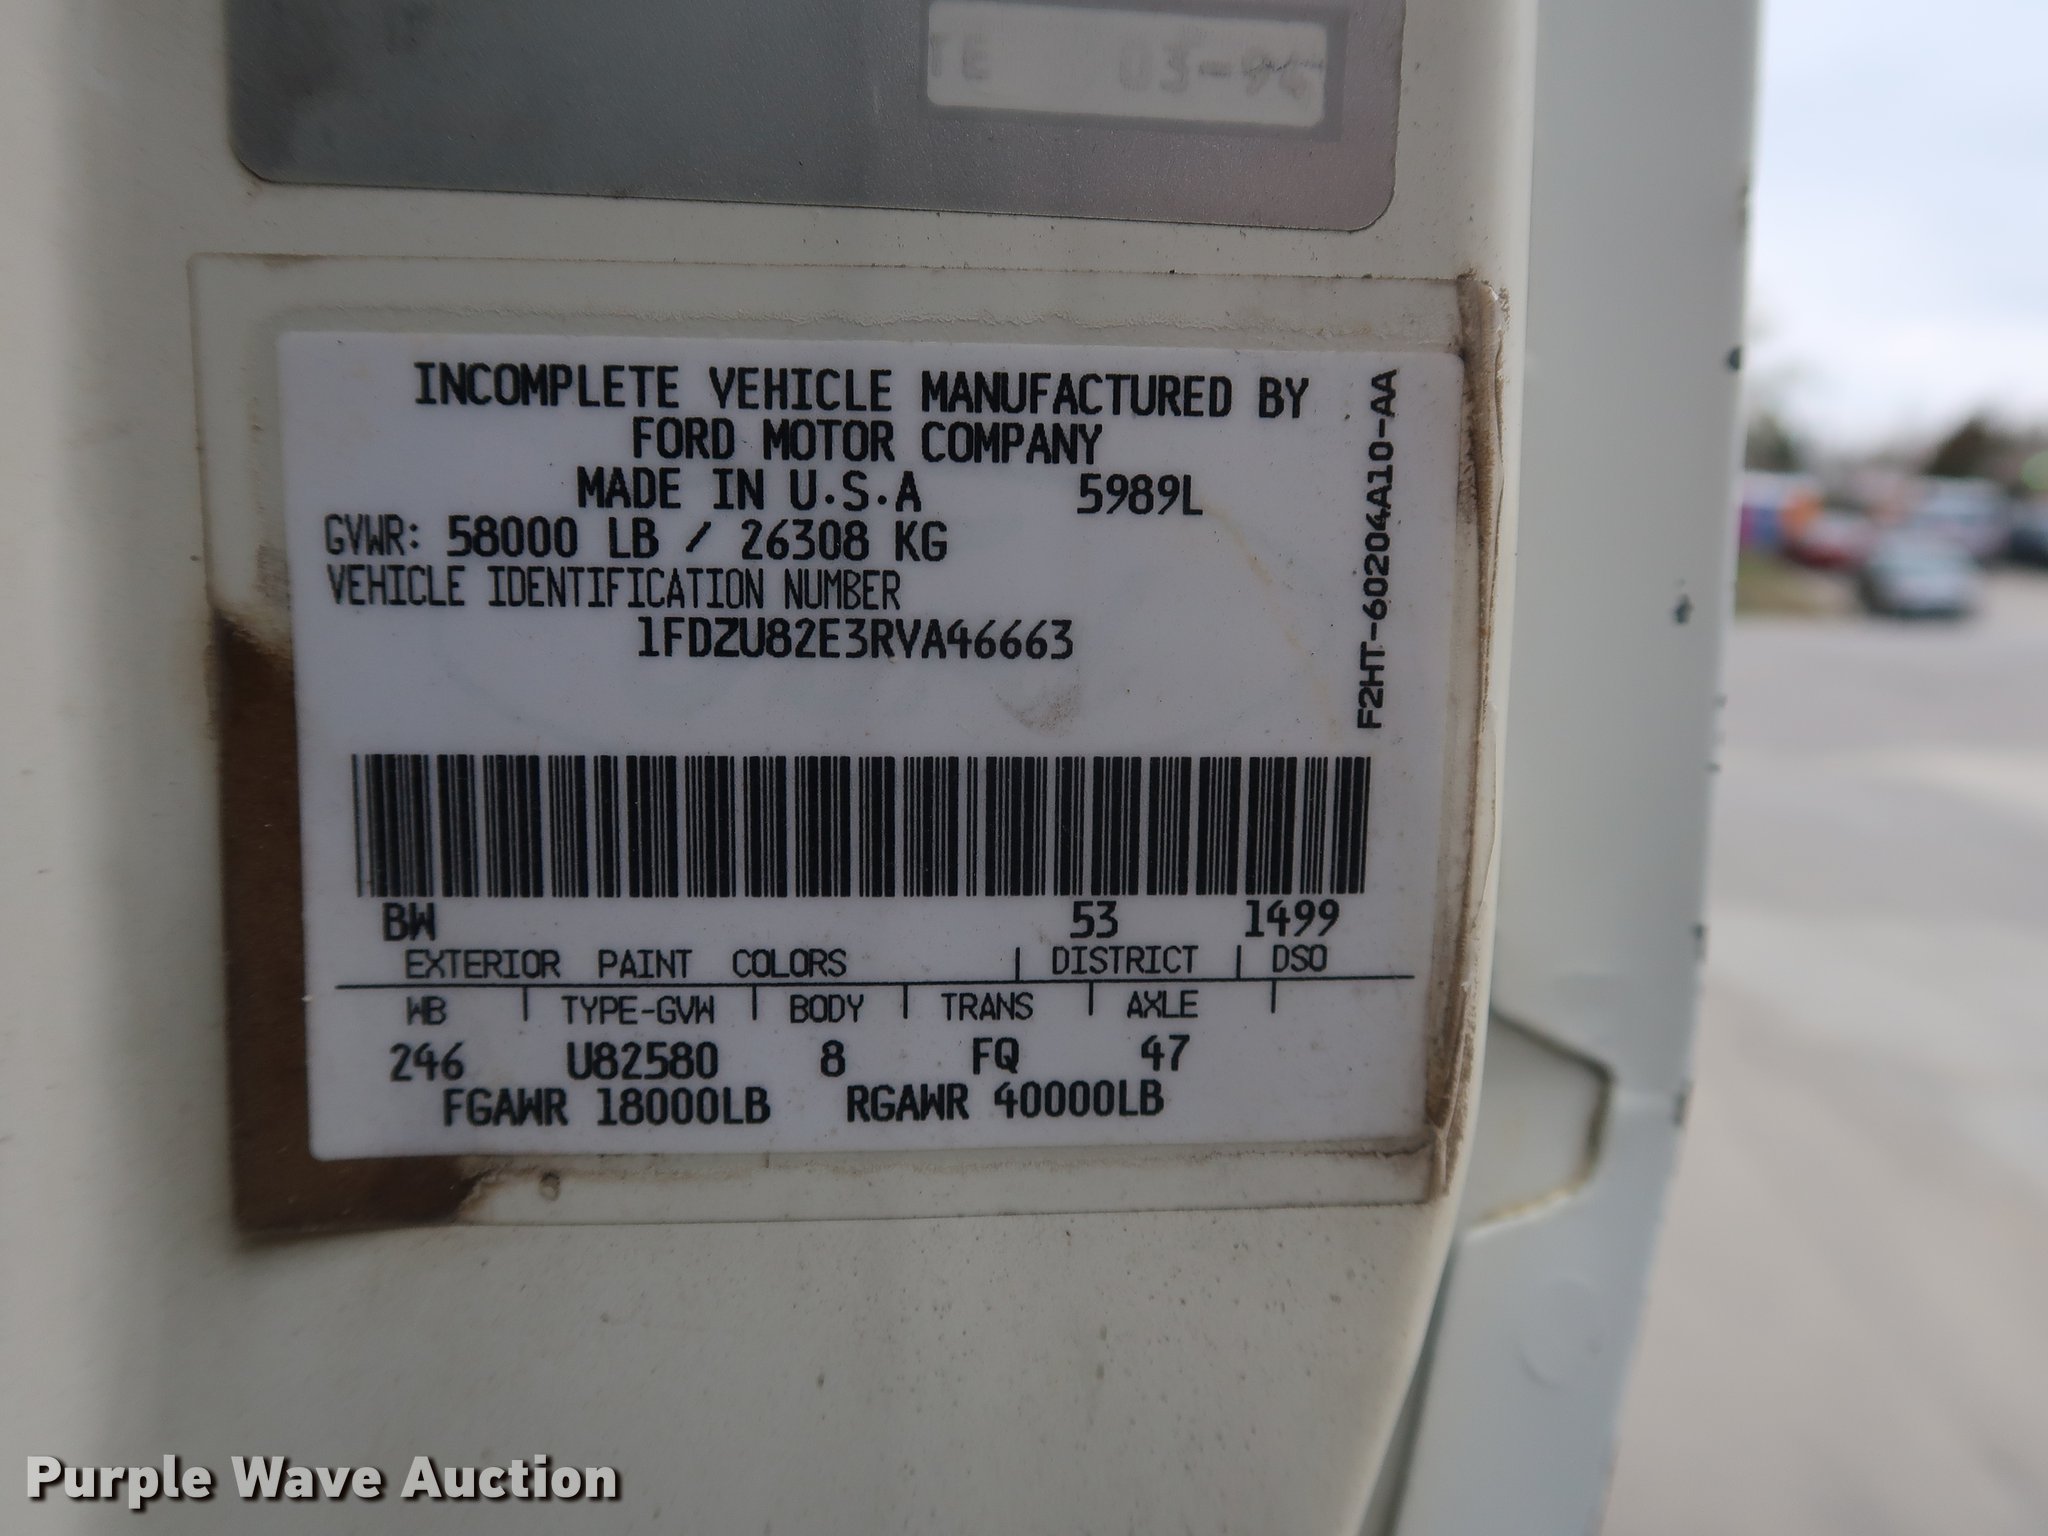 INCOMPLETE VEHICLE MANUFACTURED BY
FORD MOTOR COMPANY
MADE IN U.S.A 5989L
GVWR: 58000 LB / 26308 KG
VEHICLE IDENTIFICATION NUMBER
1FDZU82E3RVA46663
F2HT-60204A10-AA
BW 53 1499
EXTERIOR PAINT COLORS DISTRICT DSO
WB TYPE-GVW BODY TRANS AXLE
246 U82580 8 FQ 47
FGAWR 18000LB RGAWR 40000LB
Purple Wave Auction